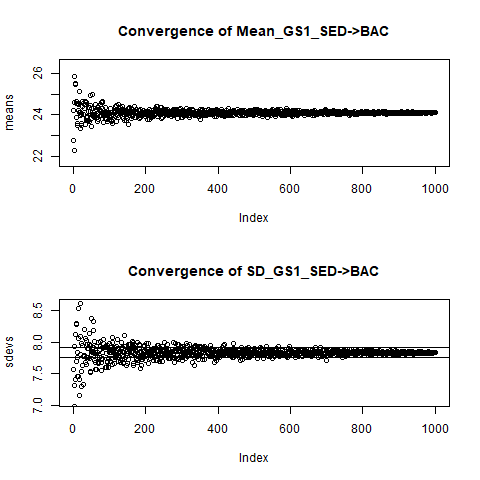 Convergence of Mean_GS1_SED->BAC
means
26
24
22
0 200 400 600 800 1000
Index
Convergence of SD_GS1_SED->BAC
sdevs
8.5
8.0
7.5
7.0
0 200 400 600 800 1000
Index